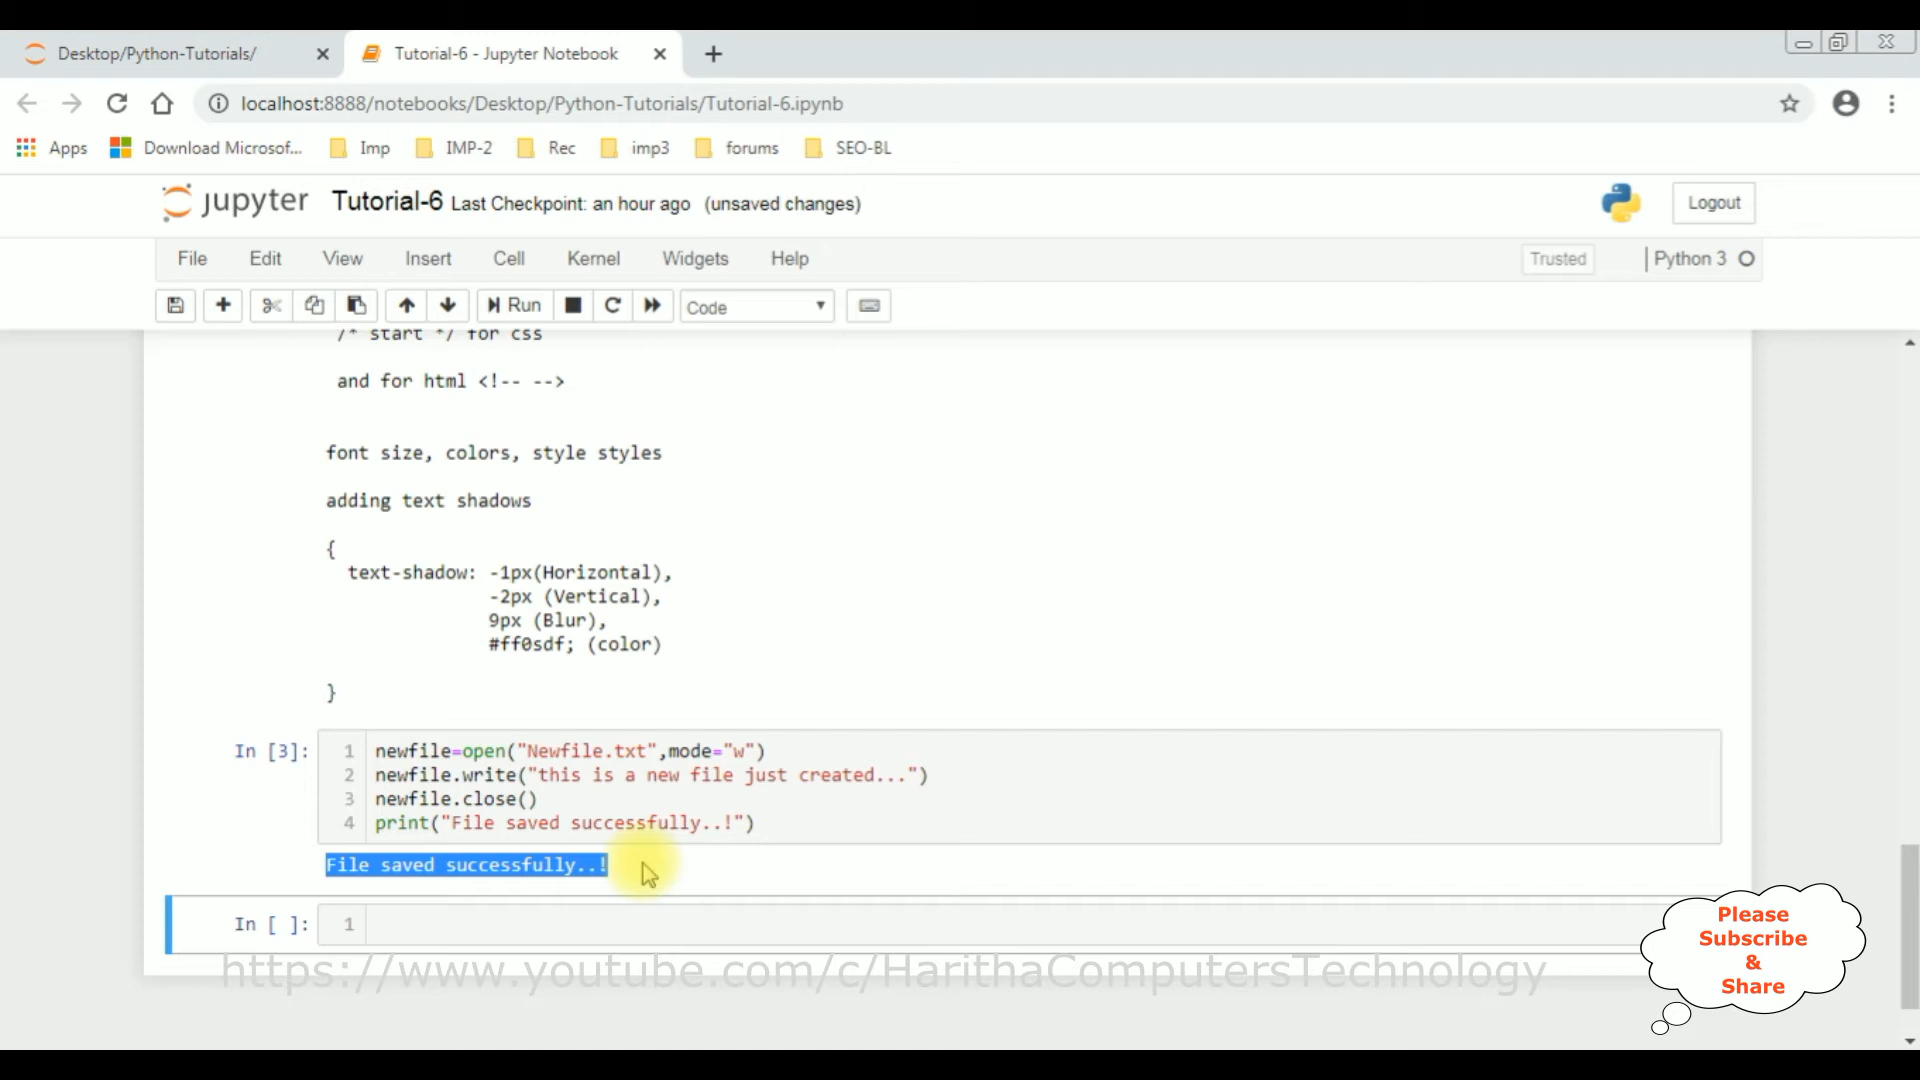 Desktop/Python-Tutorials/
Tutorial-6 - Jupyter Notebook
localhost:8888/notebooks/Desktop/Python-Tutorials/Tutorial-6.ipynb
Apps
Download Microsof...
Imp
IMP-2
Rec
imp3
forums
SEO-BL
jupyter
Tutorial-6 Last Checkpoint: an hour ago (unsaved changes)
Logout
File Edit View Insert Cell Kernel Widgets Help
Trusted
Python 3
Run
Code
/* start */ for css
and for html <!-- -->
font size, colors, style styles
adding text shadows
{
text-shadow: -1px(Horizontal),
-2px (Vertical),
9px (Blur),
#ff0sdf; (color)
}
In [3]:
1 newfile=open("Newfile.txt",mode="w")
2 newfile.write("this is a new file just created...")
3 newfile.close()
4 print("File saved successfully..!")
File saved successfully..!
In [ ]: 1
https://www.youtube.com/c/HarithaComputersTechnology
Please
Subscribe
&
Share